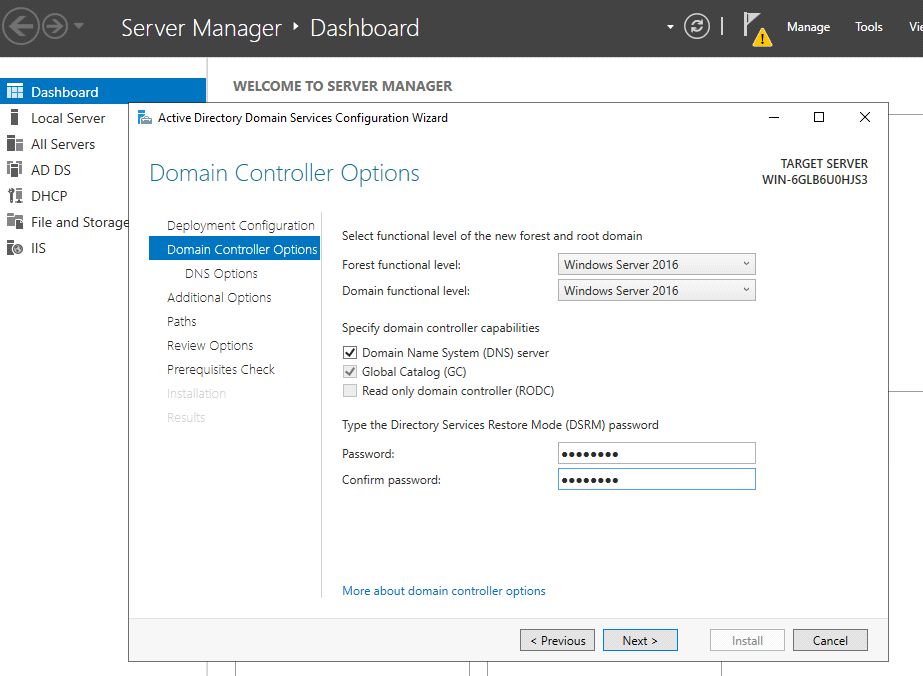 Server Manager ‣ Dashboard
Manage Tools
Dashboard
Local Server
All Servers
AD DS
DHCP
File and Storage
IIS
WELCOME TO SERVER MANAGER
Active Directory Domain Services Configuration Wizard
Domain Controller Options
TARGET SERVER
WIN-6GLB6U0HJS3
Deployment Configuration
Domain Controller Options
DNS Options
Additional Options
Paths
Review Options
Prerequisites Check
Installation
Results
Select functional level of the new forest and root domain
Forest functional level: Windows Server 2016
Domain functional level: Windows Server 2016
Specify domain controller capabilities
Domain Name System (DNS) server
Global Catalog (GC)
Read only domain controller (RODC)
Type the Directory Services Restore Mode (DSRM) password
Password: ●●●●●●●●
Confirm password: ●●●●●●●●
More about domain controller options
< Previous Next > Install Cancel